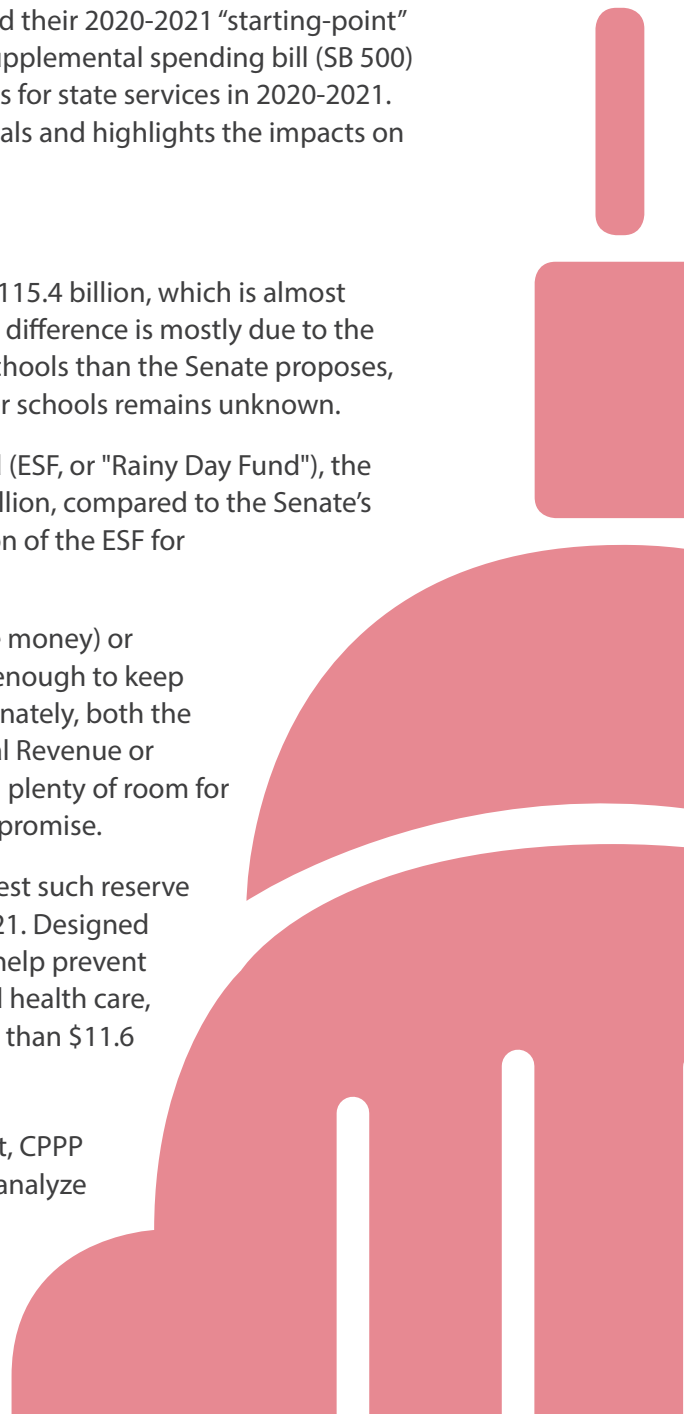 d their 2020-2021 “starting-point”
upplemental spending bill (SB 500)
s for state services in 2020-2021.
als and highlights the impacts on
115.4 billion, which is almost
difference is mostly due to the
chools than the Senate proposes,
r schools remains unknown.
l (ESF, or "Rainy Day Fund"), the
llion, compared to the Senate’s
on of the ESF for
money) or
enough to keep
nately, both the
al Revenue or
plenty of room for
promise.
est such reserve
21. Designed
help prevent
l health care,
than $11.6
t, CPPP
analyze